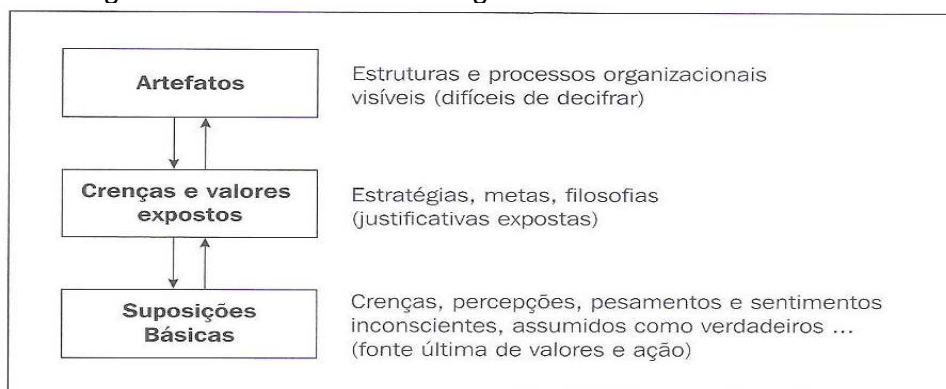 Artefatos
Estruturas e processos organizacionais
visíveis (difíceis de decifrar)
Crenças e valores
expostos
Estratégias, metas, filosofias
(justificativas expostas)
Suposições
Básicas
Crenças, percepções, pesamentos e sentimentos
inconscientes, assumidos como verdadeiros ...
(fonte última de valores e ação)